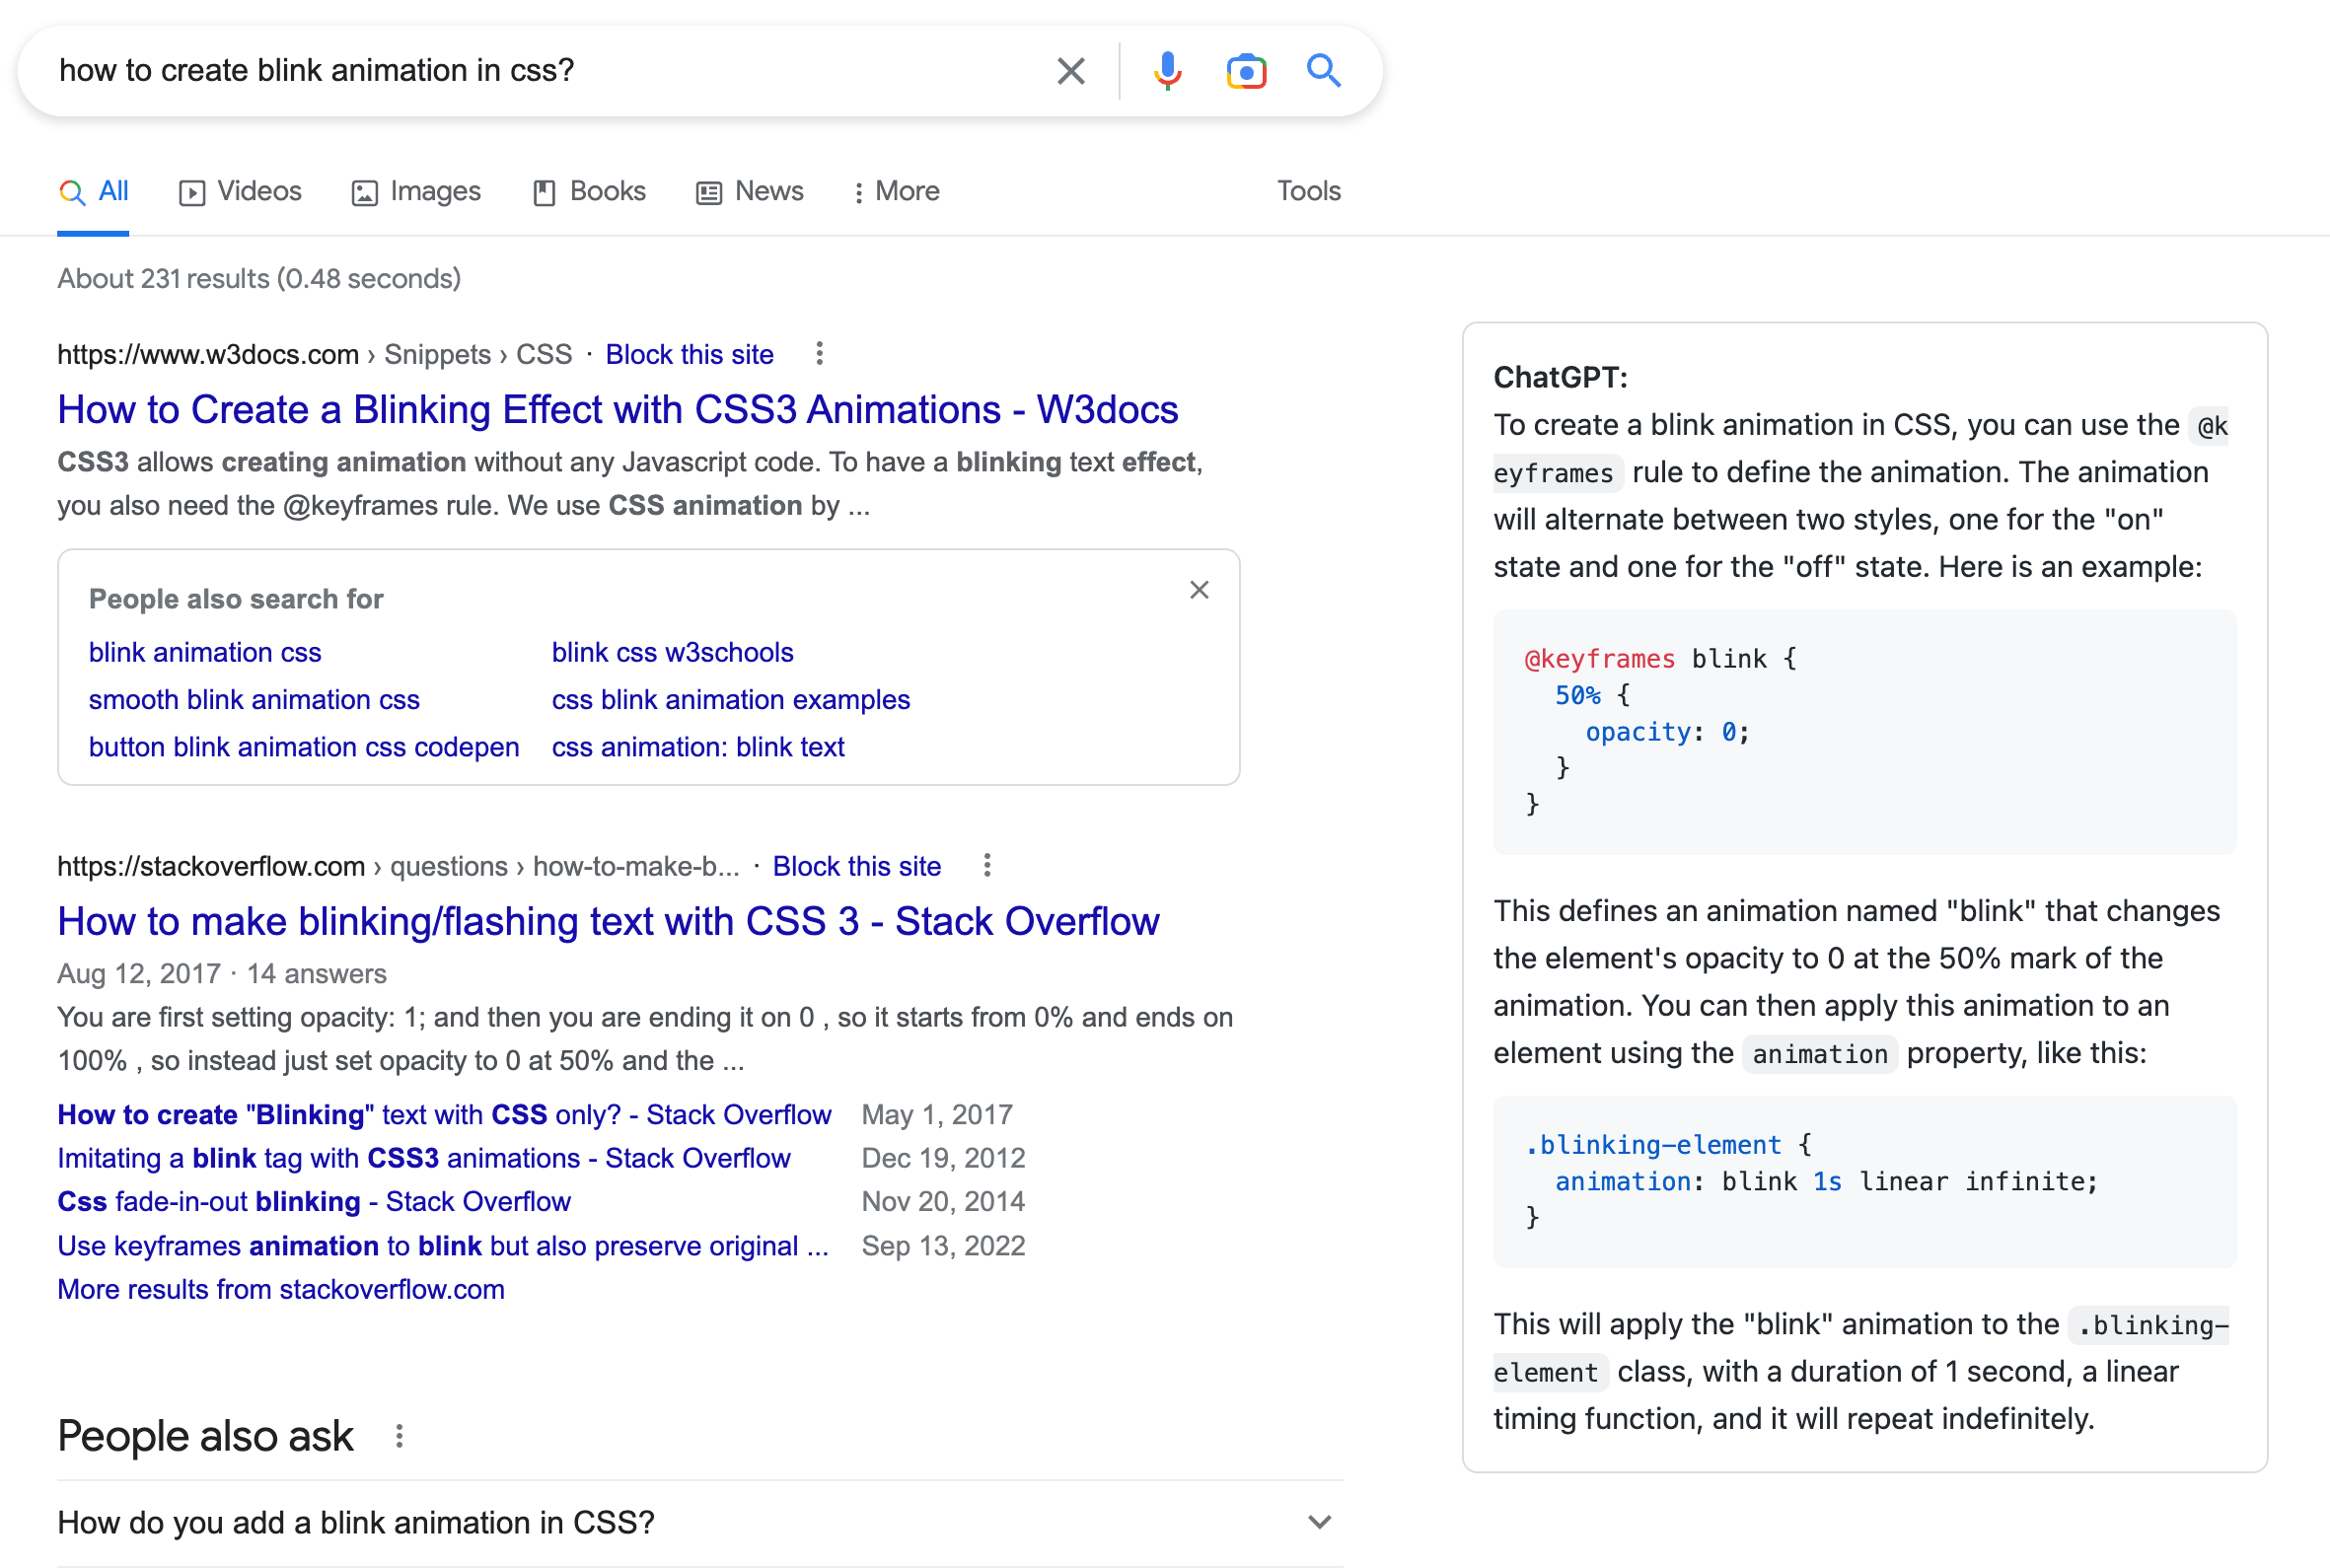 how to create blink animation in css?
All Videos Images Books News More Tools
About 231 results (0.48 seconds)
https://www.w3docs.com › Snippets › CSS · Block this site
How to Create a Blinking Effect with CSS3 Animations - W3docs
CSS3 allows creating animation without any Javascript code. To have a blinking text effect,
you also need the @keyframes rule. We use CSS animation by ...
People also search for
blink animation css blink css w3schools
smooth blink animation css css blink animation examples
button blink animation css codepen css animation: blink text
https://stackoverflow.com › questions › how-to-make-b... · Block this site
How to make blinking/flashing text with CSS 3 - Stack Overflow
Aug 12, 2017 · 14 answers
You are first setting opacity: 1; and then you are ending it on 0 , so it starts from 0% and ends on
100% , so instead just set opacity to 0 at 50% and the ...
How to create "Blinking" text with CSS only? - Stack Overflow May 1, 2017
Imitating a blink tag with CSS3 animations - Stack Overflow Dec 19, 2012
Css fade-in-out blinking - Stack Overflow Nov 20, 2014
Use keyframes animation to blink but also preserve original ... Sep 13, 2022
More results from stackoverflow.com
People also ask
How do you add a blink animation in CSS?
ChatGPT:
To create a blink animation in CSS, you can use the @k
eyframes rule to define the animation. The animation
will alternate between two styles, one for the "on"
state and one for the "off" state. Here is an example:
@keyframes blink {
  50% {
    opacity: 0;
  }
}
This defines an animation named "blink" that changes
the element's opacity to 0 at the 50% mark of the
animation. You can then apply this animation to an
element using the animation property, like this:
.blinking-element {
  animation: blink 1s linear infinite;
}
This will apply the "blink" animation to the .blinking-
element class, with a duration of 1 second, a linear
timing function, and it will repeat indefinitely.